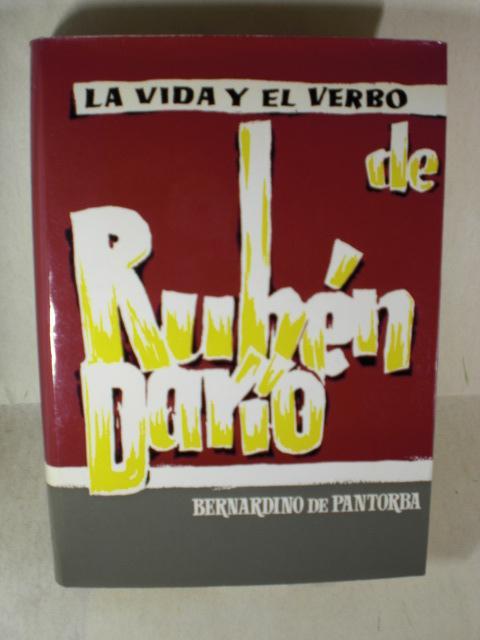 LA VIDA Y EL VERBO
de
Rubén
Darío
BERNARDINO DE PANTORBA